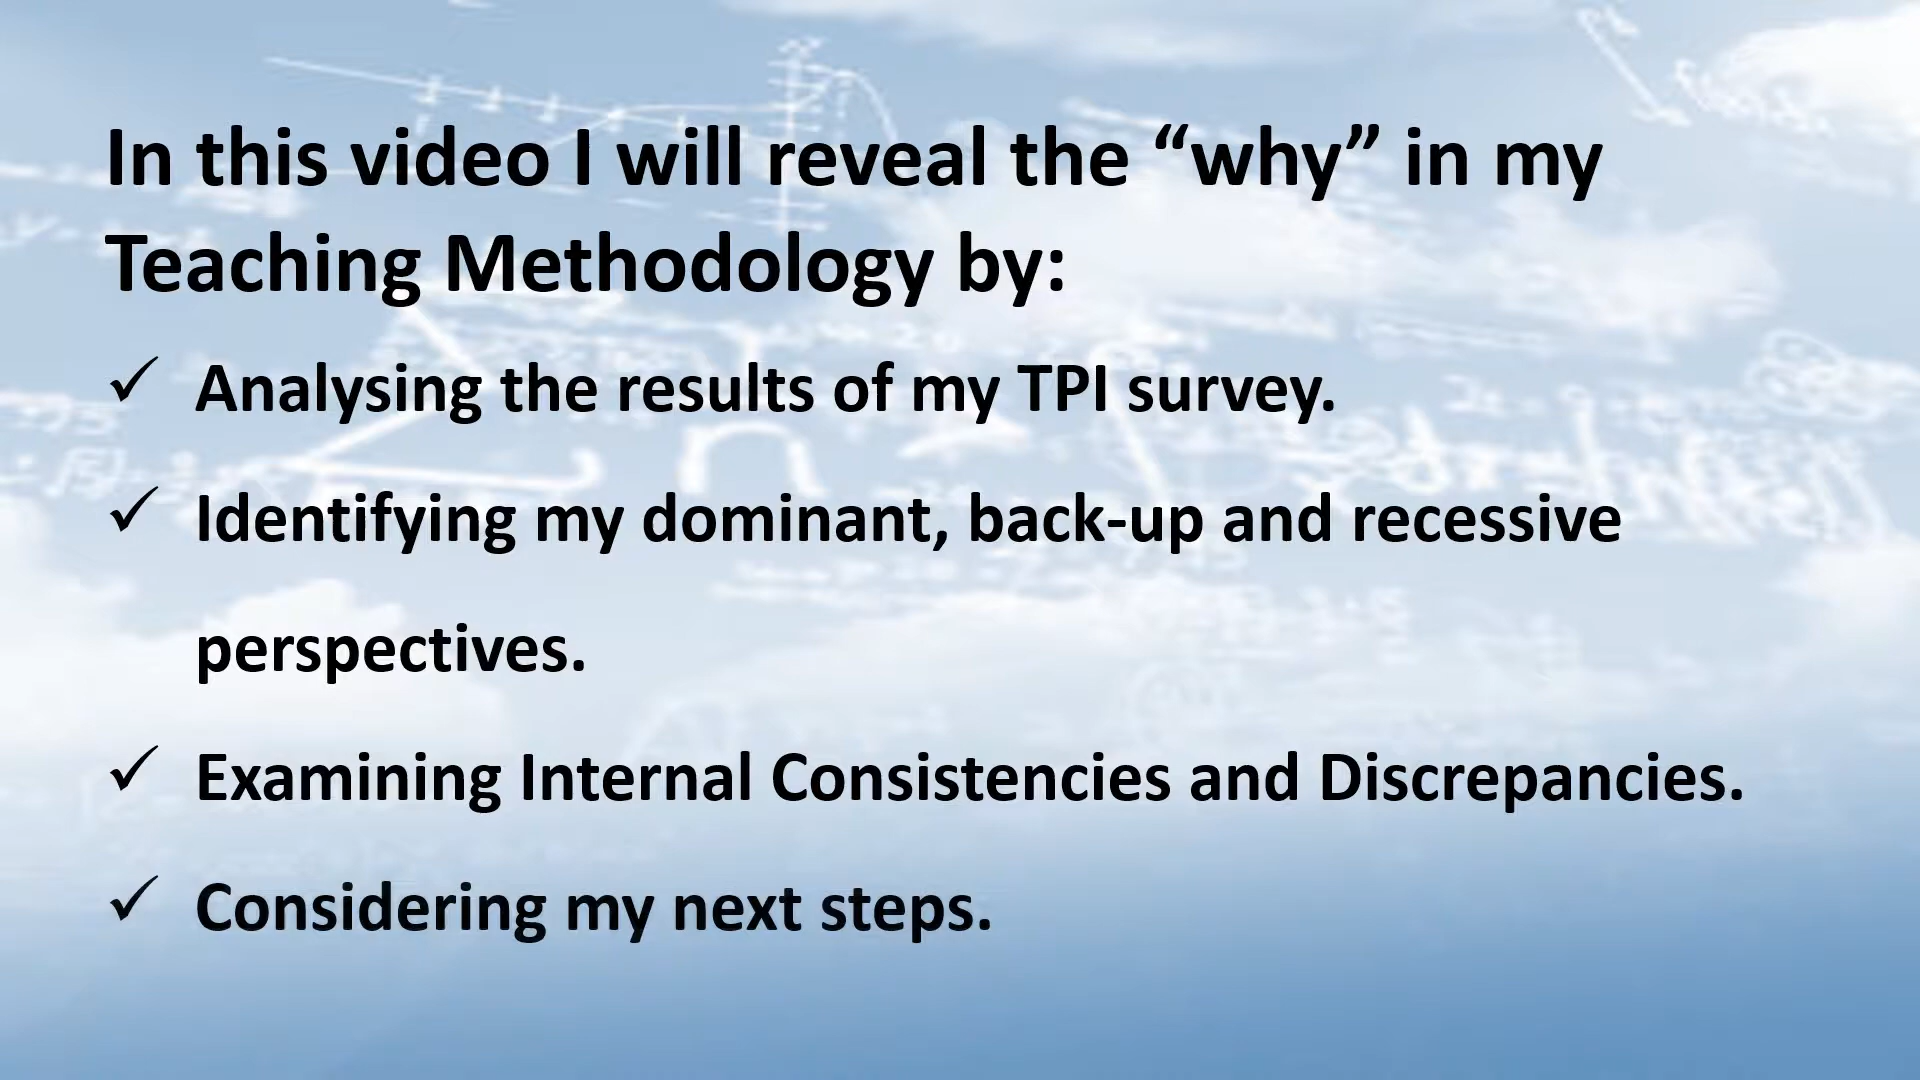 In this video I will reveal the “why” in my
Teaching Methodology by:
✓ Analysing the results of my TPI survey.
✓ Identifying my dominant, back-up and recessive
perspectives.
✓ Examining Internal Consistencies and Discrepancies.
✓ Considering my next steps.